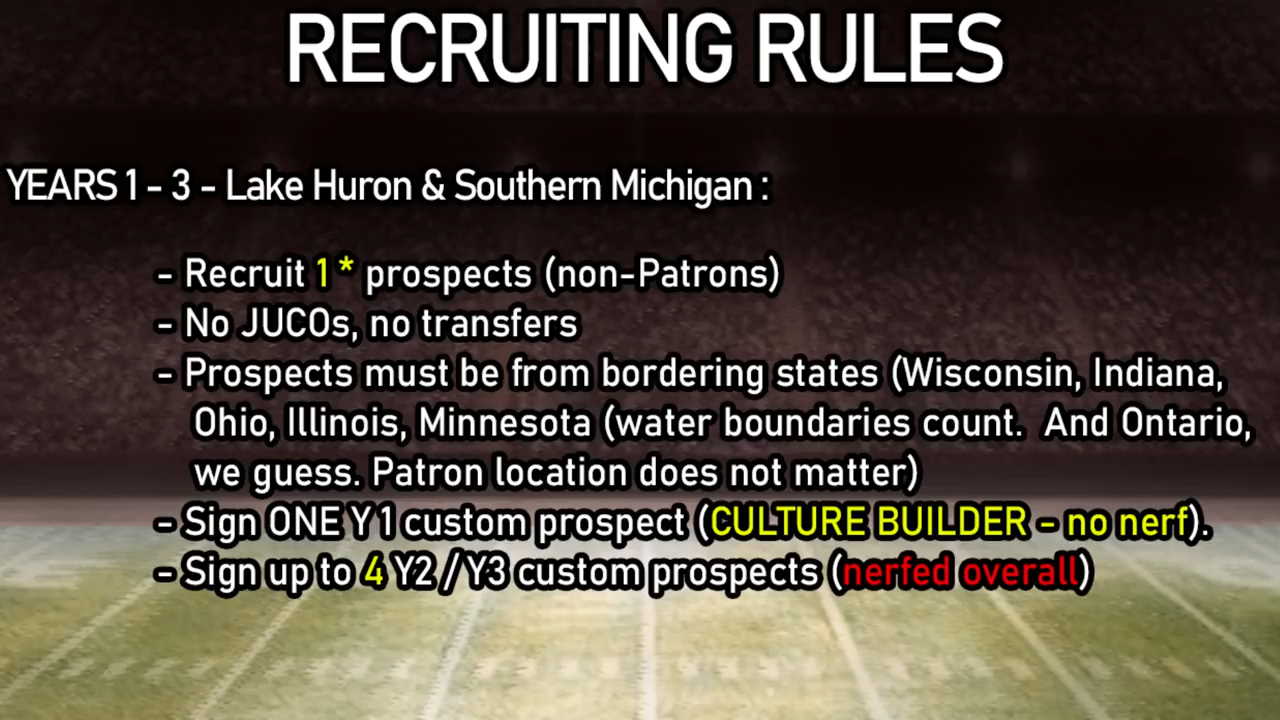 RECRUITING RULES
YEARS 1 - 3 - Lake Huron & Southern Michigan :
- Recruit 1 * prospects (non-Patrons)
- No JUCOs, no transfers
- Prospects must be from bordering states (Wisconsin, Indiana,
Ohio, Illinois, Minnesota (water boundaries count.  And Ontario,
we guess. Patron location does not matter)
- Sign ONE Y1 custom prospect (CULTURE BUILDER - no nerf).
- Sign up to 4 Y2 / Y3 custom prospects (nerfed overall)